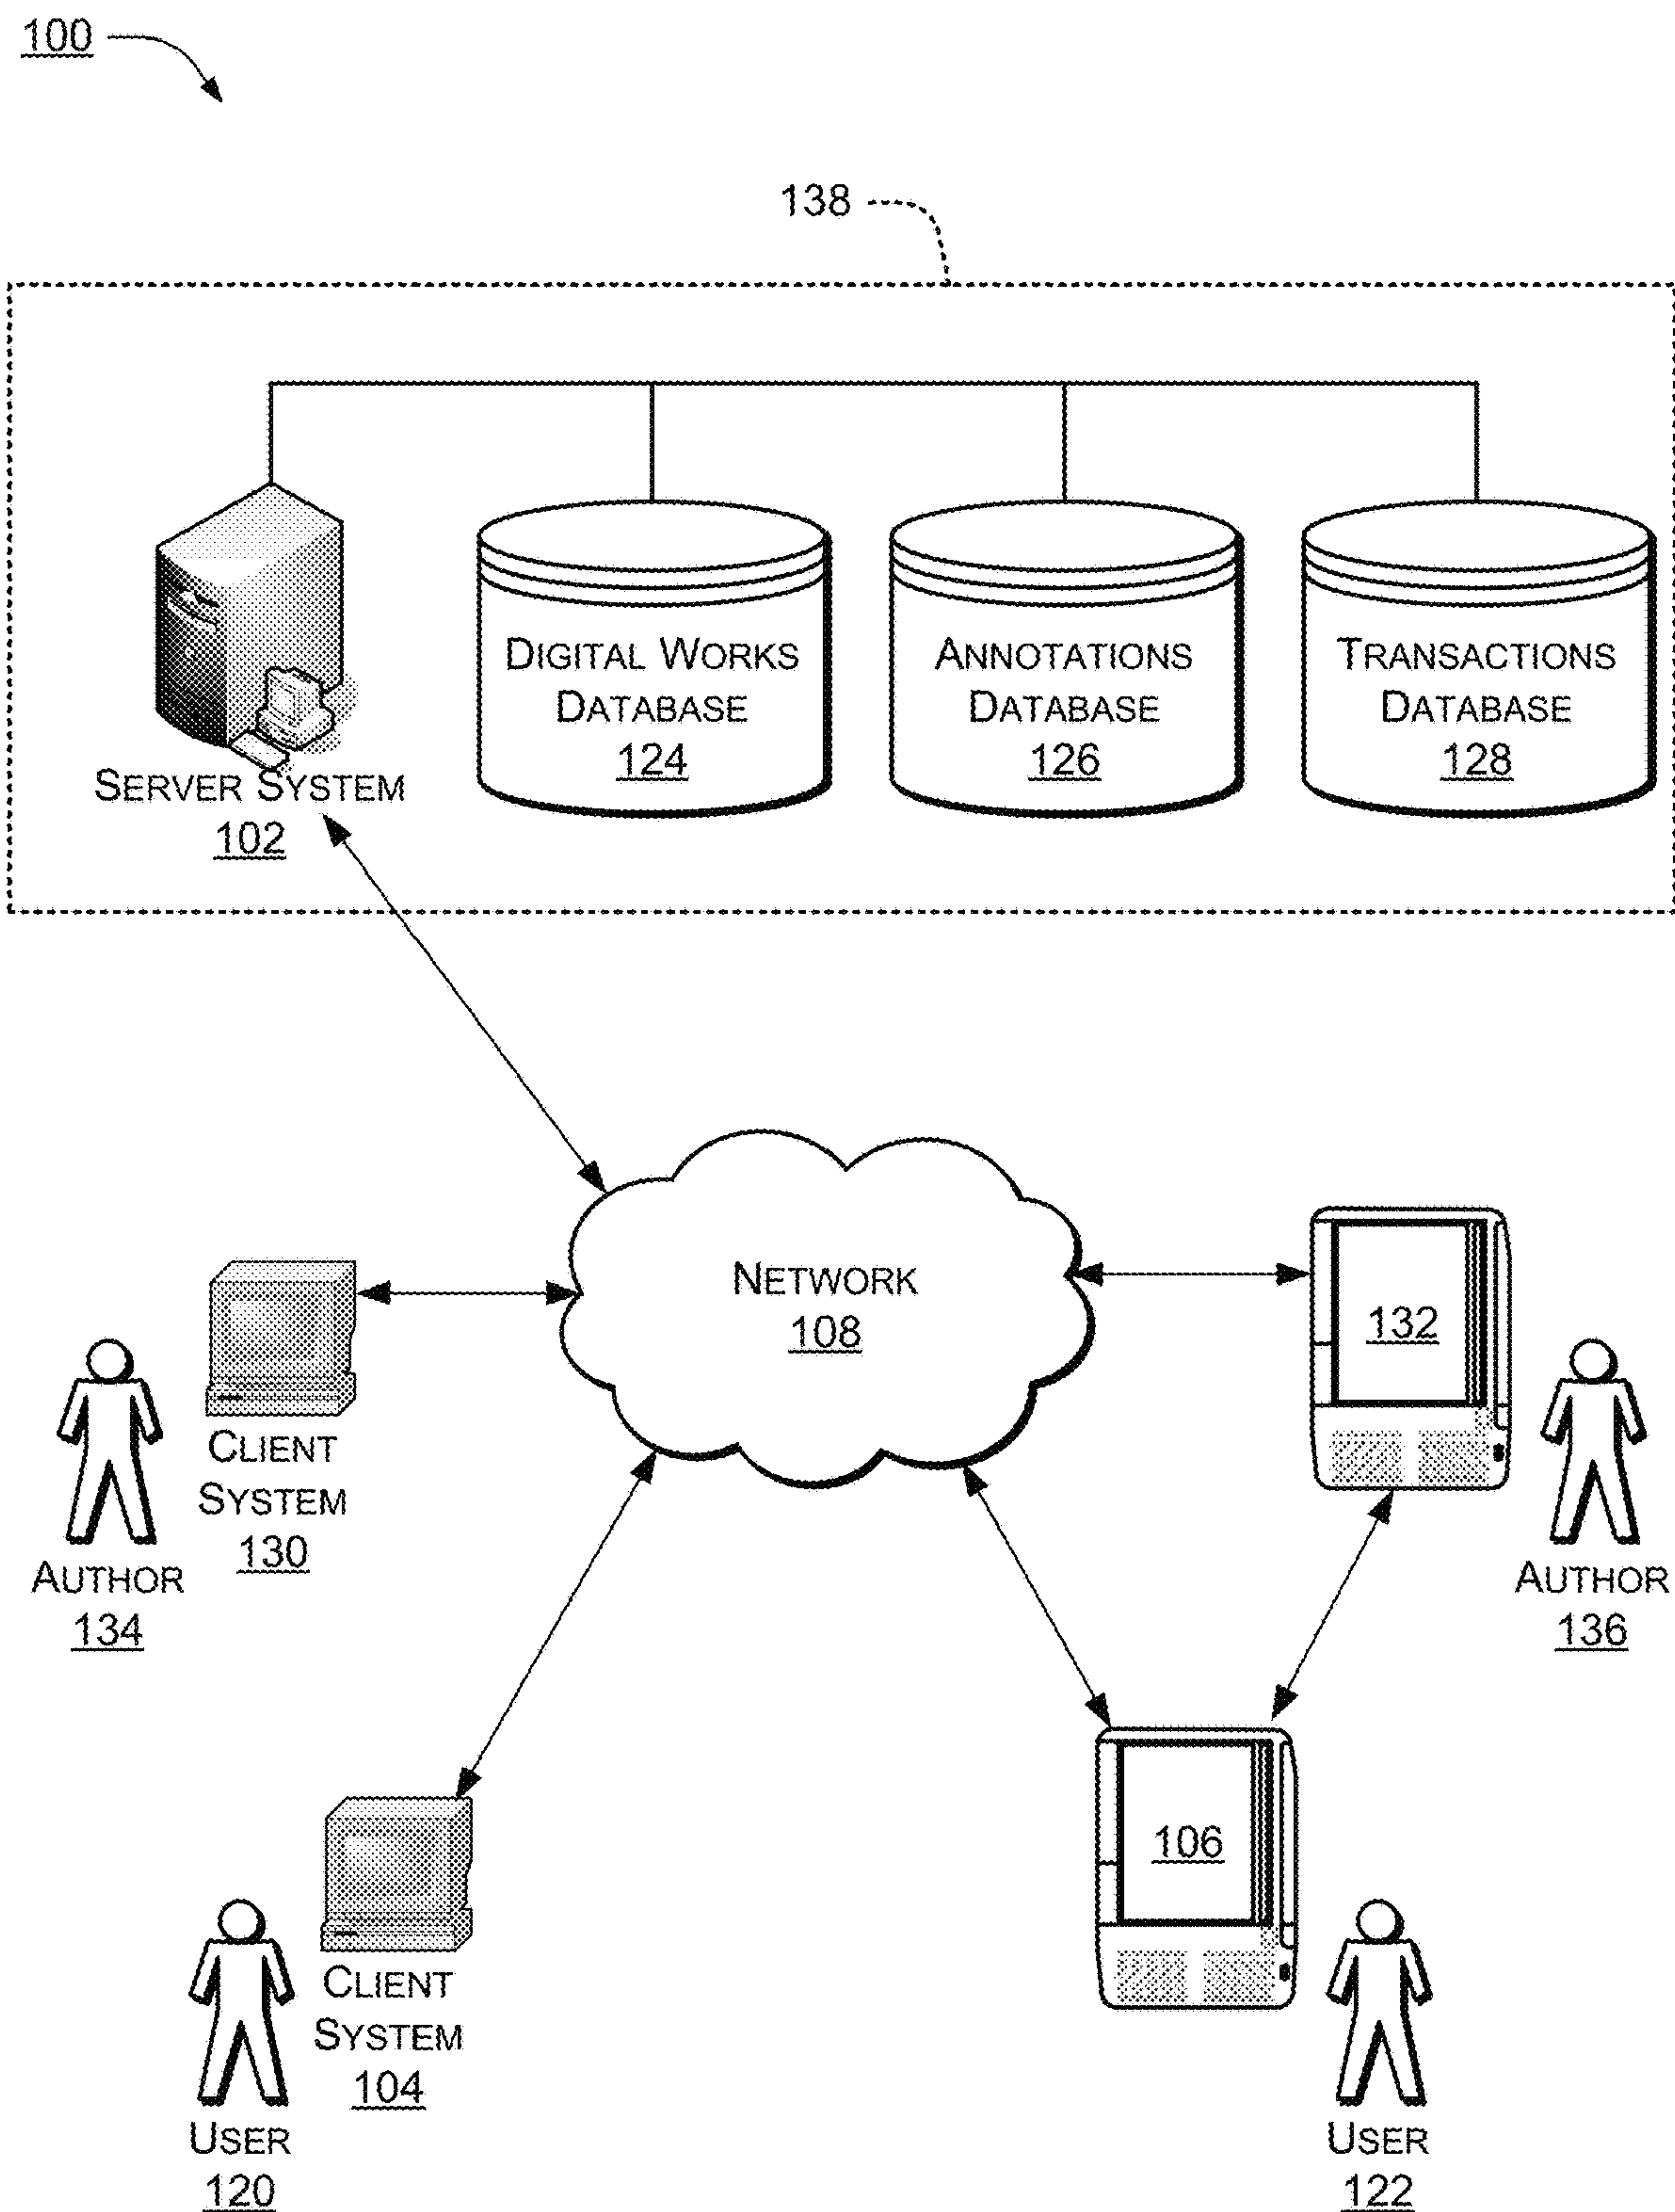 100
138
DIGITAL WORKS
DATABASE
124
ANNOTATIONS
DATABASE
126
TRANSACTIONS
DATABASE
128
SERVER SYSTEM
102
NETWORK
108
132
CLIENT
SYSTEM
130
AUTHOR
134
AUTHOR
136
106
CLIENT
SYSTEM
104
USER
120
USER
122